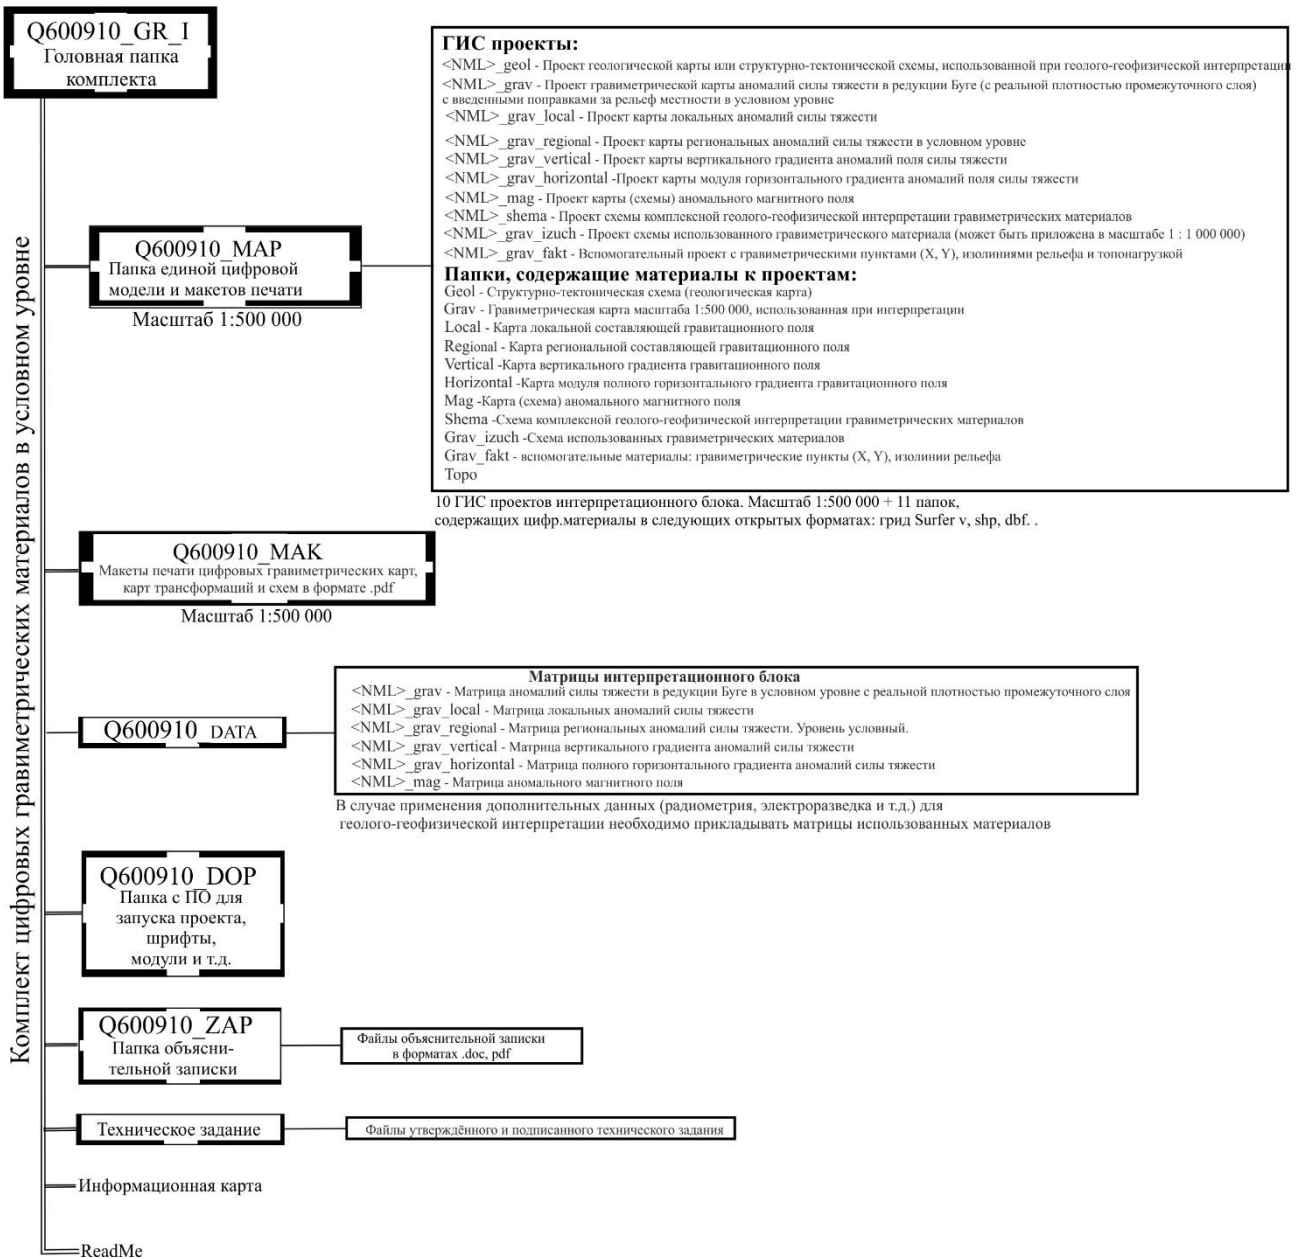 Комплект цифровых гравиметрических материалов в условном уровне
Q600910_GR_I
Головная папка
комплекта
Q600910_MAP
Папка единой цифровой
модели и макетов печати
Масштаб 1:500 000
ГИС проекты:
<NML>_geol - Проект геологической карты или структурно-тектонической схемы, использованной при геолого-геофизической интерпретации
<NML>_grav - Проект гравиметрической карты аномалий силы тяжести в редукции Буге (с реальной плотностью промежуточного слоя)
с введенными поправками за рельеф местности в условном уровне
<NML>_grav_local - Проект карты локальных аномалий силы тяжести
<NML>_grav_regional - Проект карты региональных аномалий силы тяжести в условном уровне
<NML>_grav_vertical - Проект карты вертикального градиента аномалий поля силы тяжести
<NML>_grav_horizontal -Проект карты модуля горизонтального градиента аномалий поля силы тяжести
<NML>_mag - Проект карты (схемы) аномального магнитного поля
<NML>_shema - Проект схемы комплексной геолого-геофизической интерпретации гравиметрических материалов
<NML>_grav_izuch - Проект схемы использованного гравиметрического материала (может быть приложена в масштабе 1 : 1 000 000)
<NML>_grav_fakt - Вспомогательный проект с гравиметрическими пунктами (X, Y), изолиниями рельефа и топонагрузкой
Папки, содержащие материалы к проектам:
Geol - Структурно-тектоническая схема (геологическая карта)
Grav - Гравиметрическая карта масштаба 1:500 000, использованная при интерпретации
Local - Карта локальной составляющей гравитационного поля
Regional - Карта региональной составляющей гравитационного поля
Vertical -Карта вертикального градиента гравитационного поля
Horizontal -Карта модуля полного горизонтального градиента гравитационного поля
Mag -Карта (схема) аномального магнитного поля
Shema -Схема комплексной геолого-геофизической интерпретации гравиметрических материалов
Grav_izuch -Схема использованных гравиметрических материалов
Grav_fakt - вспомогательные материалы: гравиметрические пункты (X, Y), изолинии рельефа
Topo
10 ГИС проектов интерпретационного блока. Масштаб 1:500 000 + 11 папок,
содержащих цифр.материалы в следующих открытых форматах: грид Surfer v, shp, dbf. .
Q600910_MAK
Макеты печати цифровых гравиметрических карт,
карт трансформаций и схем в формате .pdf
Масштаб 1:500 000
Q600910_DATA
Матрицы интерпретационного блока
<NML>_grav - Матрица аномалий силы тяжести в редукции Буге в условном уровне с реальной плотностью промежуточного слоя
<NML>_grav_local - Матрица локальных аномалий силы тяжести
<NML>_grav_regional - Матрица региональных аномалий силы тяжести. Уровень условный.
<NML>_grav_vertical - Матрица вертикального градиента аномалий силы тяжести
<NML>_grav_horizontal - Матрица полного горизонтального градиента аномалий силы тяжести
<NML>_mag - Матрица аномального магнитного поля
В случае применения дополнительных данных (радиометрия, электроразведка и т.д.) для
геолого-геофизической интерпретации необходимо прикладывать матрицы использованных материалов
Q600910_DOP
Папка с ПО для
запуска проекта,
шрифты,
модули и т.д.
Q600910_ZAP
Папка объясни-
тельной записки
Файлы объяснительной записки
в форматах .doc, pdf
Техническое задание
Файлы утверждённого и подписанного технического задания
Информационная карта
ReadMe